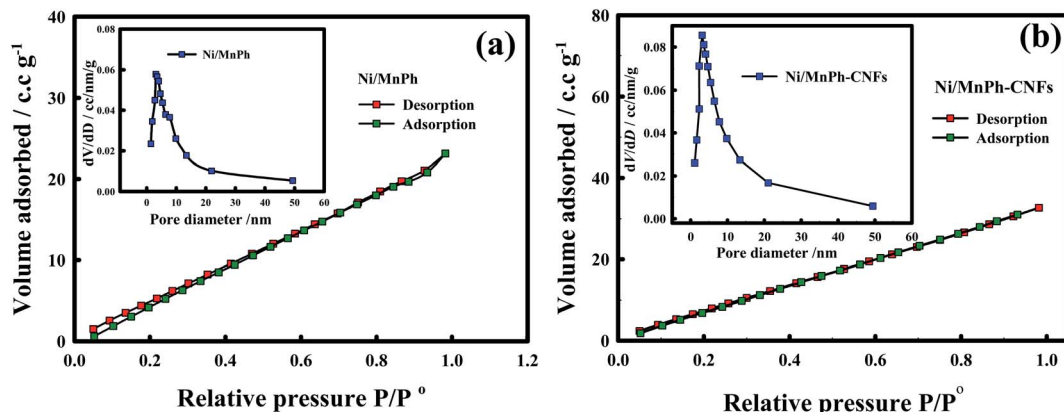 (a)
Volume adsorbed / c.c g⁻¹
40
30
20
10
0
0.0 0.2 0.4 0.6 0.8 1.0 1.2
Relative pressure P/P °
Ni/MnPh
Desorption
Adsorption
dV/dD / cc/nm/g
0.08
0.06
0.04
0.02
0.00
0 10 20 30 40 50 60
Pore diameter /nm
Ni/MnPh
(b)
Volume adsorbed / c.c g⁻¹
80
60
40
20
0
0.0 0.2 0.4 0.6 0.8 1.0
Relative pressure P/P°
Ni/MnPh-CNFs
Desorption
Adsorption
dV/dD / cc/nm/g
0.08
0.06
0.04
0.02
0.00
0 10 20 30 40 50 60
Pore diameter /nm
Ni/MnPh-CNFs